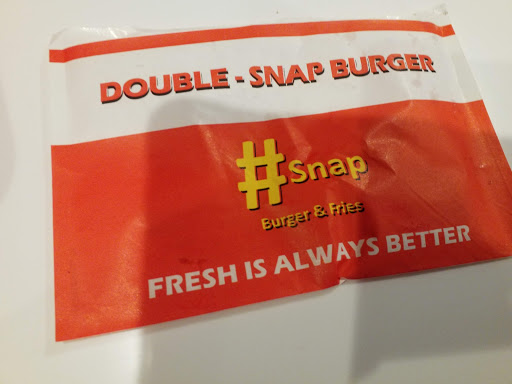 DOUBLE - SNAP BURGER
#Snap
Burger & Fries
FRESH IS ALWAYS BETTER